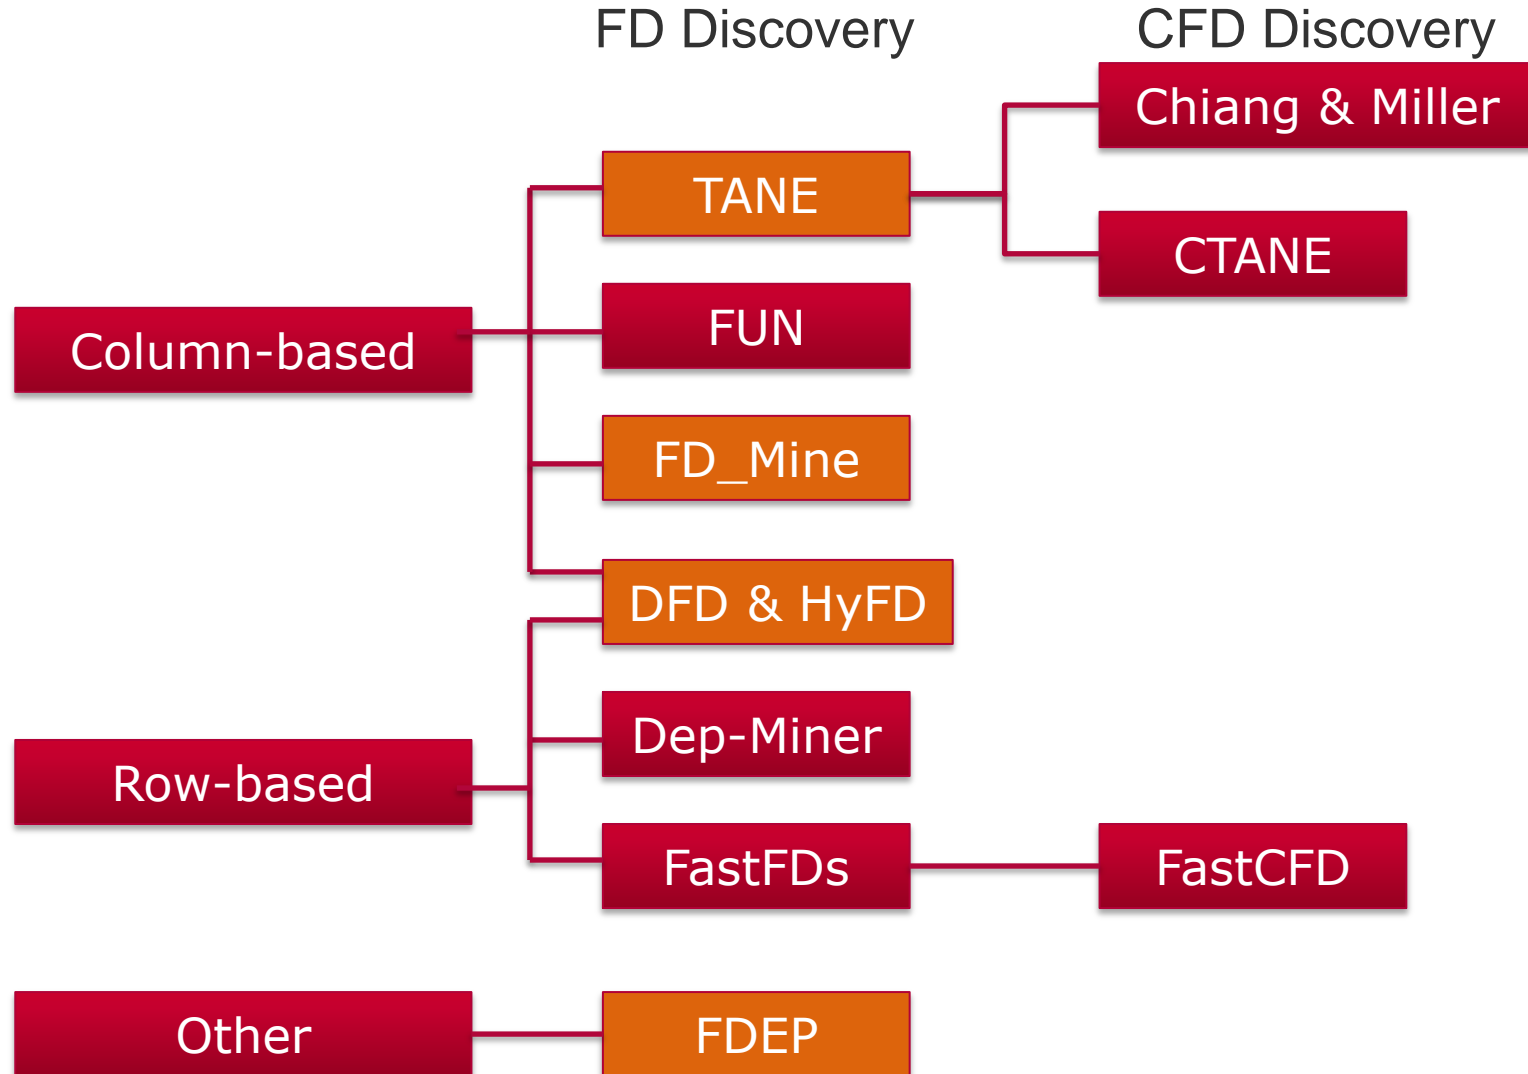 FD Discovery
CFD Discovery
Chiang & Miller
TANE
CTANE
FUN
Column-based
FD_Mine
DFD & HyFD
Dep-Miner
Row-based
FastFDs
FastCFD
Other
FDEP